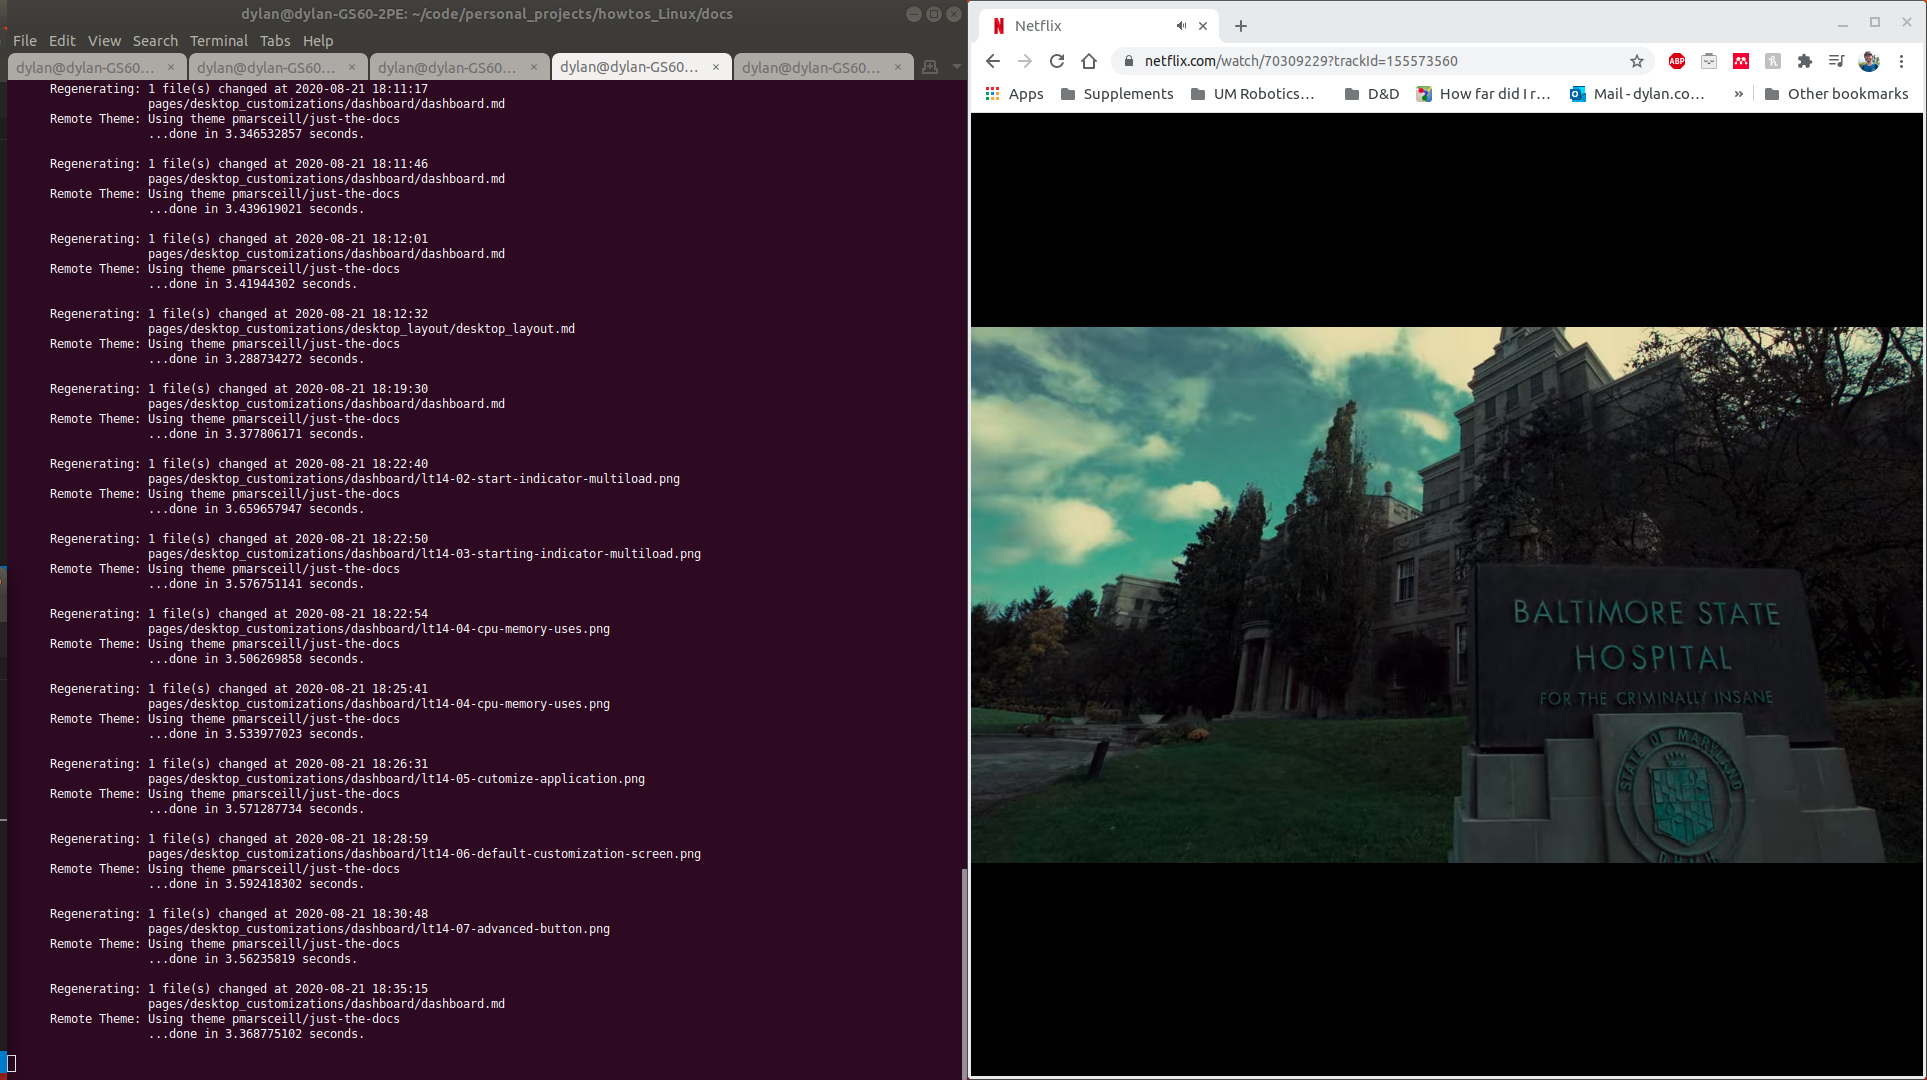 dylan@dylan-GS60-2PE: ~/code/personal_projects/howtos_Linux/docs
File Edit View Search Terminal Tabs Help
dylan@dylan-GS60… × dylan@dylan-GS60… × dylan@dylan-GS60… × dylan@dylan-GS60… × dylan@dylan-GS60… ×
Regenerating: 1 file(s) changed at 2020-08-21 18:11:17
pages/desktop_customizations/dashboard/dashboard.md
Remote Theme: Using theme pmarsceill/just-the-docs
...done in 3.346532857 seconds.
Regenerating: 1 file(s) changed at 2020-08-21 18:11:46
pages/desktop_customizations/dashboard/dashboard.md
Remote Theme: Using theme pmarsceill/just-the-docs
...done in 3.439619021 seconds.
Regenerating: 1 file(s) changed at 2020-08-21 18:12:01
pages/desktop_customizations/dashboard/dashboard.md
Remote Theme: Using theme pmarsceill/just-the-docs
...done in 3.41944302 seconds.
Regenerating: 1 file(s) changed at 2020-08-21 18:12:32
pages/desktop_customizations/desktop_layout/desktop_layout.md
Remote Theme: Using theme pmarsceill/just-the-docs
...done in 3.288734272 seconds.
Regenerating: 1 file(s) changed at 2020-08-21 18:19:30
pages/desktop_customizations/dashboard/dashboard.md
Remote Theme: Using theme pmarsceill/just-the-docs
...done in 3.377806171 seconds.
Regenerating: 1 file(s) changed at 2020-08-21 18:22:40
pages/desktop_customizations/dashboard/lt14-02-start-indicator-multiload.png
Remote Theme: Using theme pmarsceill/just-the-docs
...done in 3.659657947 seconds.
Regenerating: 1 file(s) changed at 2020-08-21 18:22:50
pages/desktop_customizations/dashboard/lt14-03-starting-indicator-multiload.png
Remote Theme: Using theme pmarsceill/just-the-docs
...done in 3.576751141 seconds.
Regenerating: 1 file(s) changed at 2020-08-21 18:22:54
pages/desktop_customizations/dashboard/lt14-04-cpu-memory-uses.png
Remote Theme: Using theme pmarsceill/just-the-docs
...done in 3.506269858 seconds.
Regenerating: 1 file(s) changed at 2020-08-21 18:25:41
pages/desktop_customizations/dashboard/lt14-04-cpu-memory-uses.png
Remote Theme: Using theme pmarsceill/just-the-docs
...done in 3.533977023 seconds.
Regenerating: 1 file(s) changed at 2020-08-21 18:26:31
pages/desktop_customizations/dashboard/lt14-05-cutomize-application.png
Remote Theme: Using theme pmarsceill/just-the-docs
...done in 3.571287734 seconds.
Regenerating: 1 file(s) changed at 2020-08-21 18:28:59
pages/desktop_customizations/dashboard/lt14-06-default-customization-screen.png
Remote Theme: Using theme pmarsceill/just-the-docs
...done in 3.592418302 seconds.
Regenerating: 1 file(s) changed at 2020-08-21 18:30:48
pages/desktop_customizations/dashboard/lt14-07-advanced-button.png
Remote Theme: Using theme pmarsceill/just-the-docs
...done in 3.56235819 seconds.
Regenerating: 1 file(s) changed at 2020-08-21 18:35:15
pages/desktop_customizations/dashboard/dashboard.md
Remote Theme: Using theme pmarsceill/just-the-docs
...done in 3.368775102 seconds.
N Netflix
netflix.com/watch/70309229?trackId=155573560
ABP
Apps Supplements UM Robotics… D&D How far did I r… Mail - dylan.co… » Other bookmarks
BALTIMORE STATE
HOSPITAL
FOR THE CRIMINALLY INSANE
STATE OF MARYLAND
D.H.M.H.